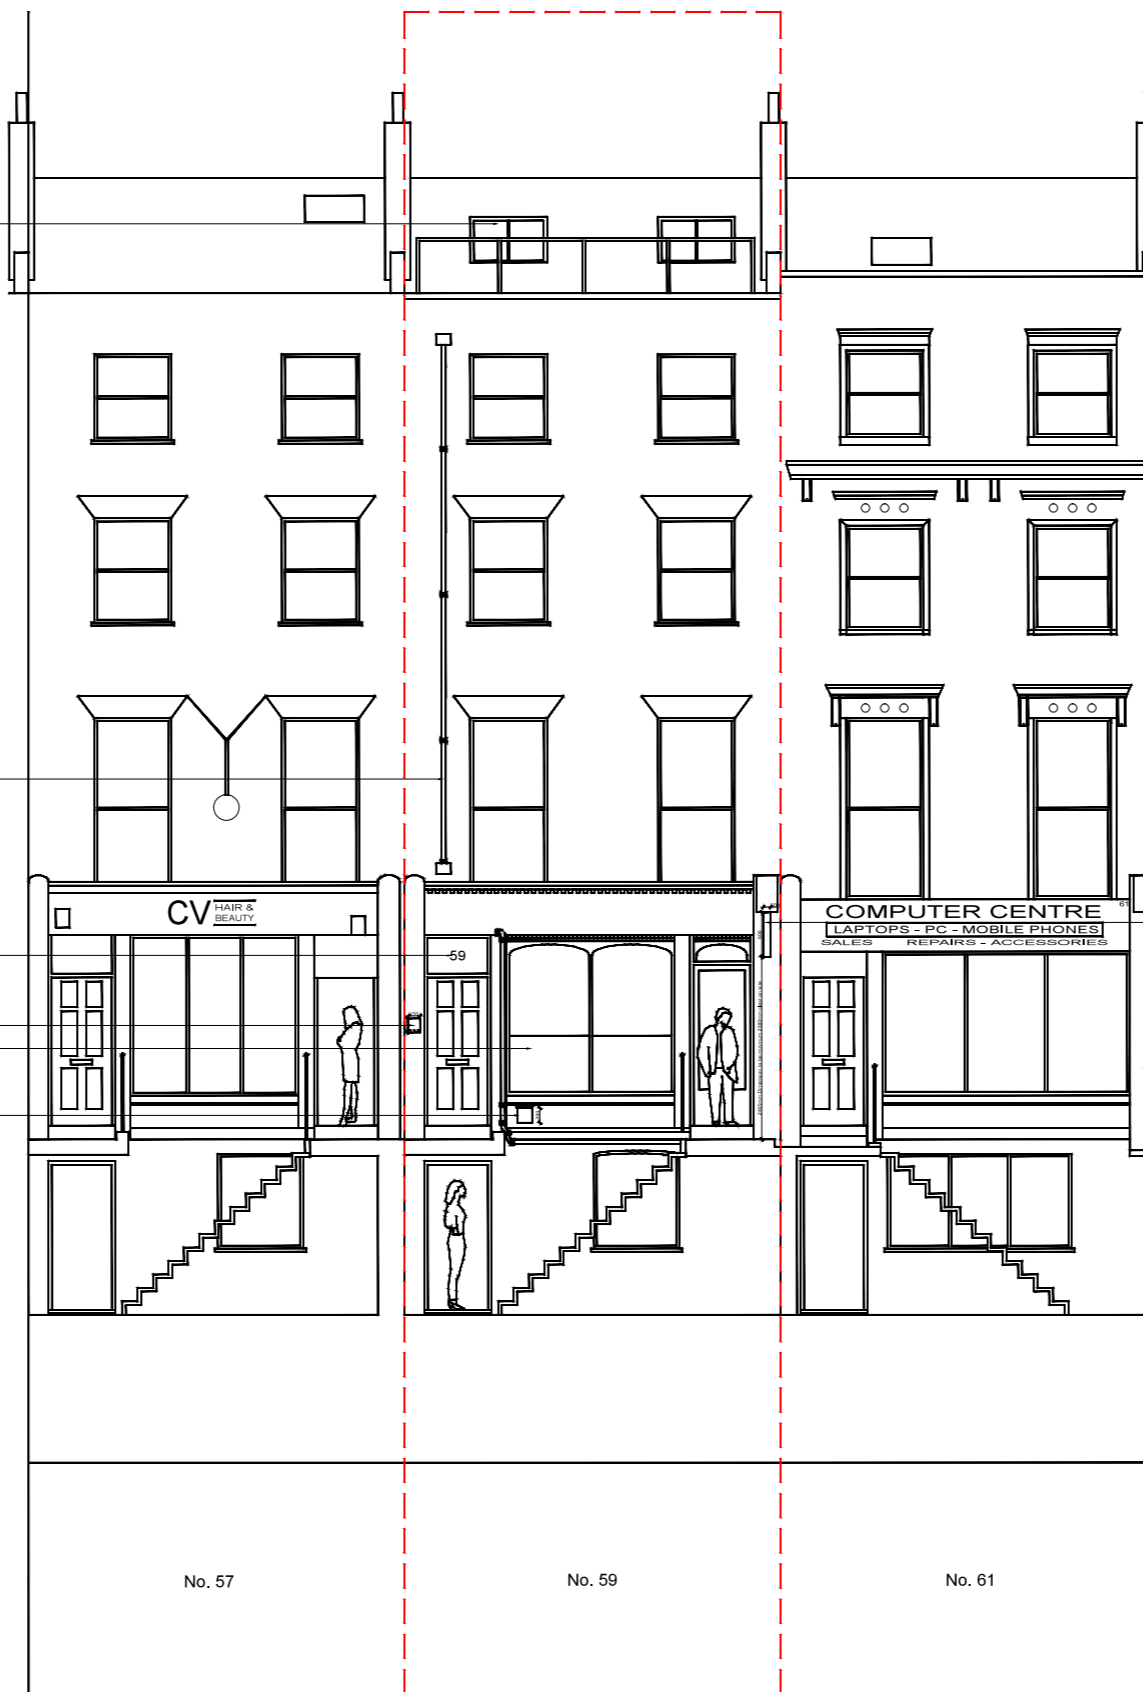 CV
HAIR &
BEAUTY
59
COMPUTER CENTRE
61
LAPTOPS - PC - MOBILE PHONES
SALES REPAIRS - ACCESSORIES
No. 57
No. 59
No. 61